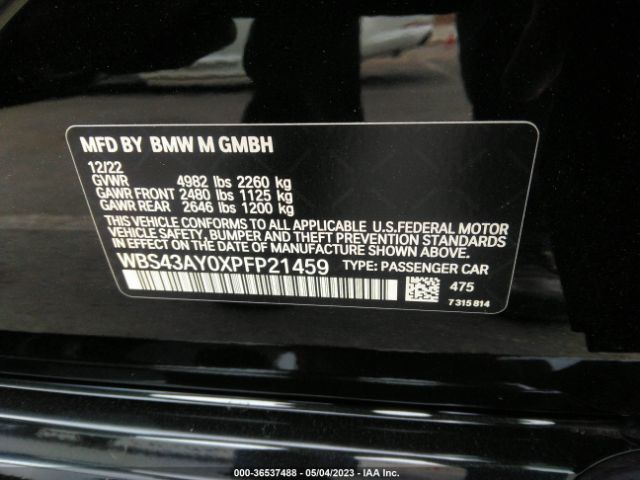 MFD BY BMW M GMBH
12/22
GVWR 4982 lbs 2260 kg
GAWR FRONT 2480 lbs 1125 kg
GAWR REAR 2646 lbs 1200 kg
THIS VEHICLE CONFORMS TO ALL APPLICABLE U.S.FEDERAL MOTOR
VEHICLE SAFETY, BUMPER AND THEFT PREVENTION STANDARDS
IN EFFECT ON THE DATE OF MANUFACTURE SHOWN ABOVE.
WBS43AY0XPFP21459 TYPE: PASSENGER CAR
475
7 315 814
000-36537488 - 05/04/2023 - IAA Inc.